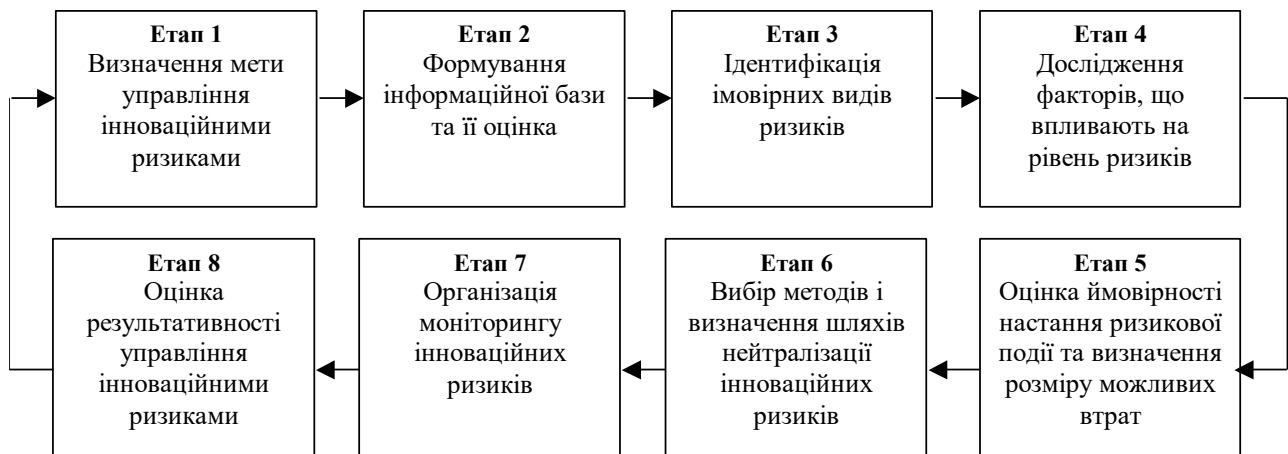 Етап 1
Визначення мети
управління
інноваційними
ризиками
Етап 2
Формування
інформаційної бази
та її оцінка
Етап 3
Ідентифікація
імовірних видів
ризиків
Етап 4
Дослідження
факторів, що
впливають на
рівень ризиків
Етап 5
Оцінка ймовірності
настання ризикової
події та визначення
розміру можливих
втрат
Етап 6
Вибір методів і
визначення шляхів
нейтралізації
інноваційних
ризиків
Етап 7
Організація
моніторингу
інноваційних
ризиків
Етап 8
Оцінка
результативності
управління
інноваційними
ризиками